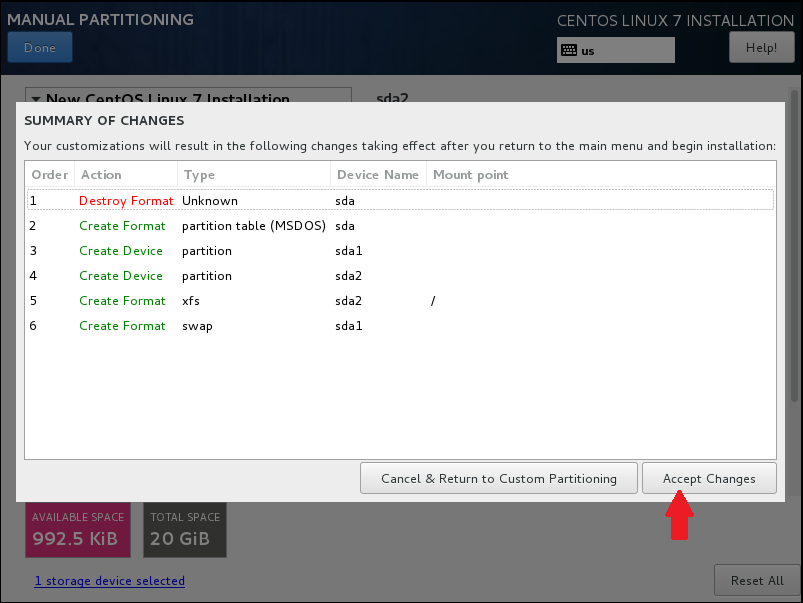 MANUAL PARTITIONING
CENTOS LINUX 7 INSTALLATION
Done
us
Help!
New CentOS Linux 7 Installation
sda2
SUMMARY OF CHANGES
Your customizations will result in the following changes taking effect after you return to the main menu and begin installation:
Order Action Type Device Name Mount point
1 Destroy Format Unknown sda
2 Create Format partition table (MSDOS) sda
3 Create Device partition sda1
4 Create Device partition sda2
5 Create Format xfs sda2 /
6 Create Format swap sda1
Cancel & Return to Custom Partitioning
Accept Changes
AVAILABLE SPACE
992.5 KiB
TOTAL SPACE
20 GiB
1 storage device selected
Reset All